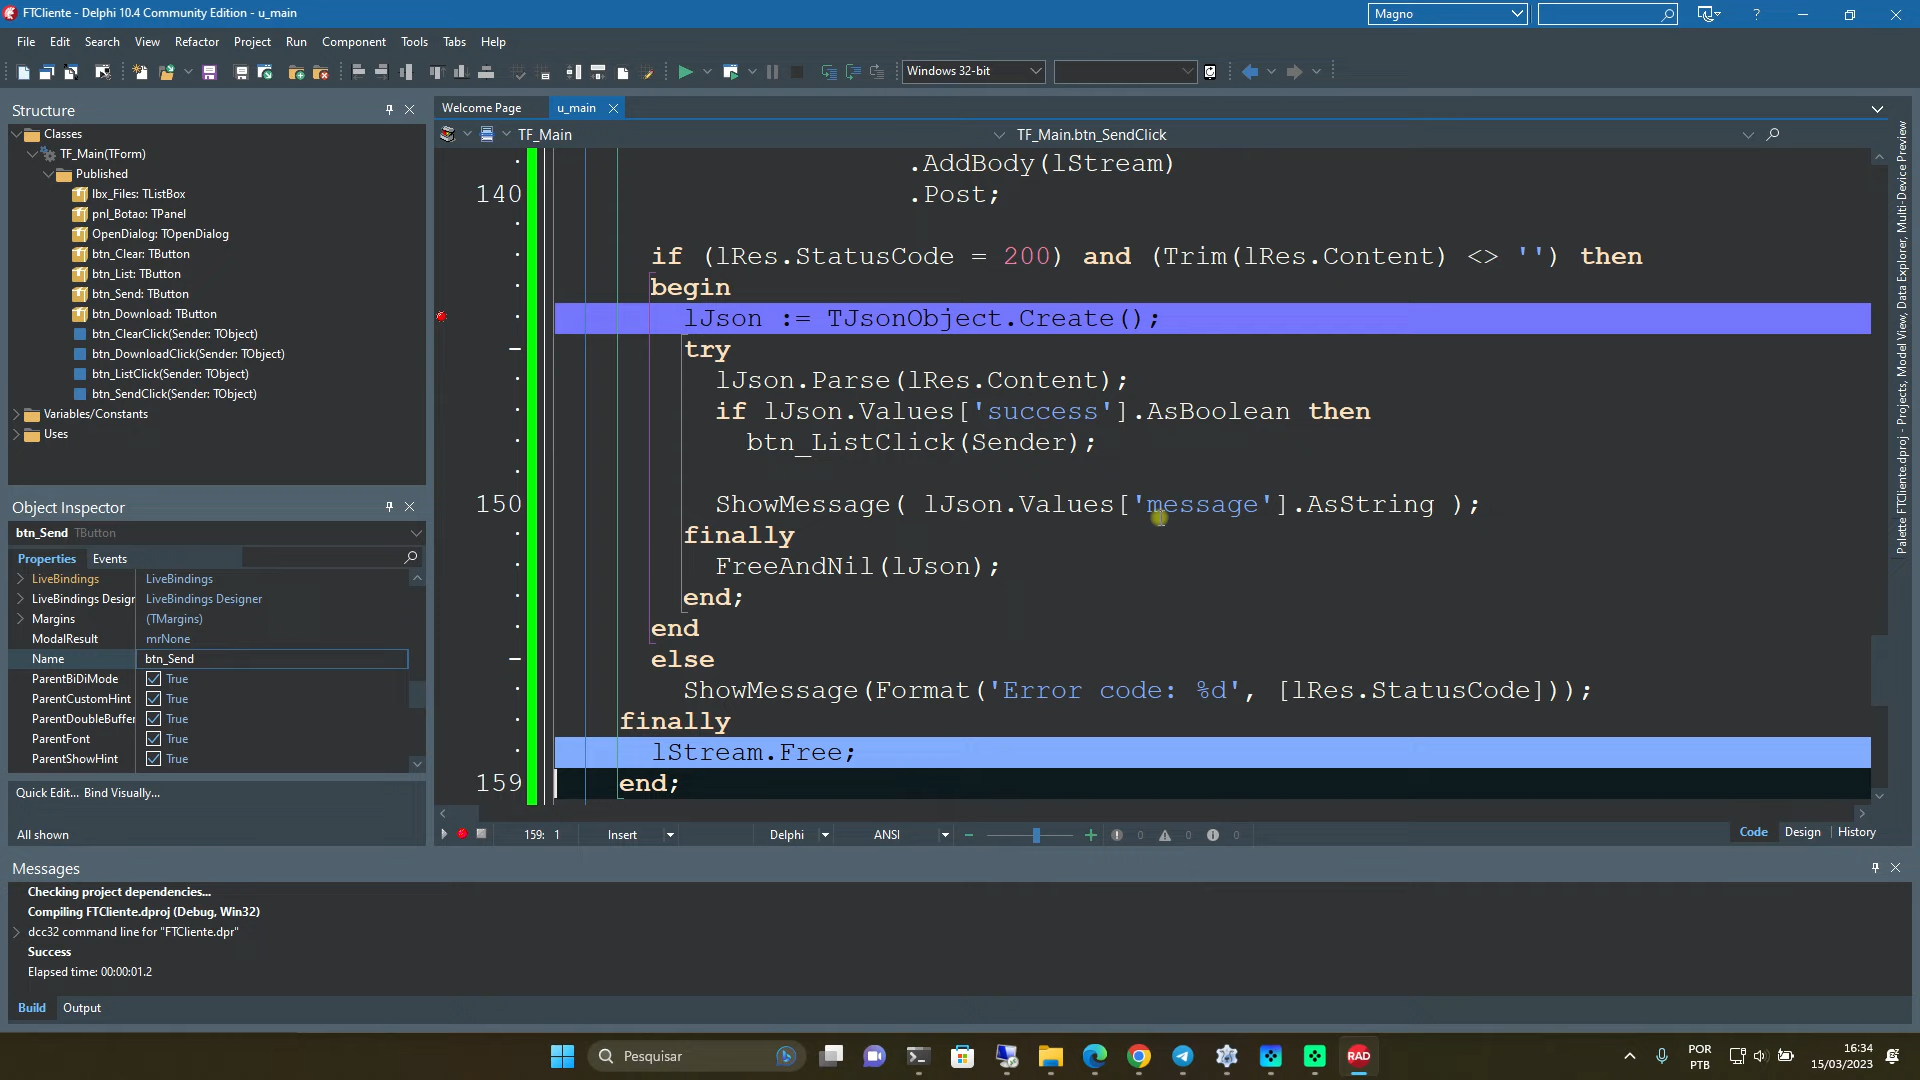 FTCliente - Delphi 10.4 Community Edition - u_main
Magno
?
File Edit Search View Refactor Project Run Component Tools Tabs Help
Windows 32-bit
Structure
Classes
TF_Main(TForm)
Published
lbx_Files: TListBox
pnl_Botao: TPanel
OpenDialog: TOpenDialog
btn_Clear: TButton
btn_List: TButton
btn_Send: TButton
btn_Download: TButton
btn_ClearClick(Sender: TObject)
btn_DownloadClick(Sender: TObject)
btn_ListClick(Sender: TObject)
btn_SendClick(Sender: TObject)
Variables/Constants
Uses
Object Inspector
btn_Send TButton
Properties Events
LiveBindings LiveBindings
LiveBindings Desigr LiveBindings Designer
Margins (TMargins)
ModalResult mrNone
Name btn_Send
ParentBiDiMode True
ParentCustomHint True
ParentDoubleBuffer True
ParentFont True
ParentShowHint True
Quick Edit... Bind Visually...
All shown
Welcome Page u_main
TF_Main TF_Main.btn_SendClick
.AddBody(lStream)
140 .Post;
if (lRes.StatusCode = 200) and (Trim(lRes.Content) <> '') then
begin
lJson := TJsonObject.Create();
try
lJson.Parse(lRes.Content);
if lJson.Values['success'].AsBoolean then
btn_ListClick(Sender);
150 ShowMessage( lJson.Values['message'].AsString );
finally
FreeAndNil(lJson);
end;
end
else
ShowMessage(Format('Error code: %d', [lRes.StatusCode]));
finally
lStream.Free;
159 end;
159: 1 Insert Delphi ANSI 0 0 0
Code Design History
Palette FTCliente.dproj - Projects, Model View, Data Explorer, Multi-Device Preview
Messages
Checking project dependencies...
Compiling FTCliente.dproj (Debug, Win32)
dcc32 command line for "FTCliente.dpr"
Success
Elapsed time: 00:00:01.2
Build Output
Pesquisar
RAD
POR
PTB
16:34
15/03/2023